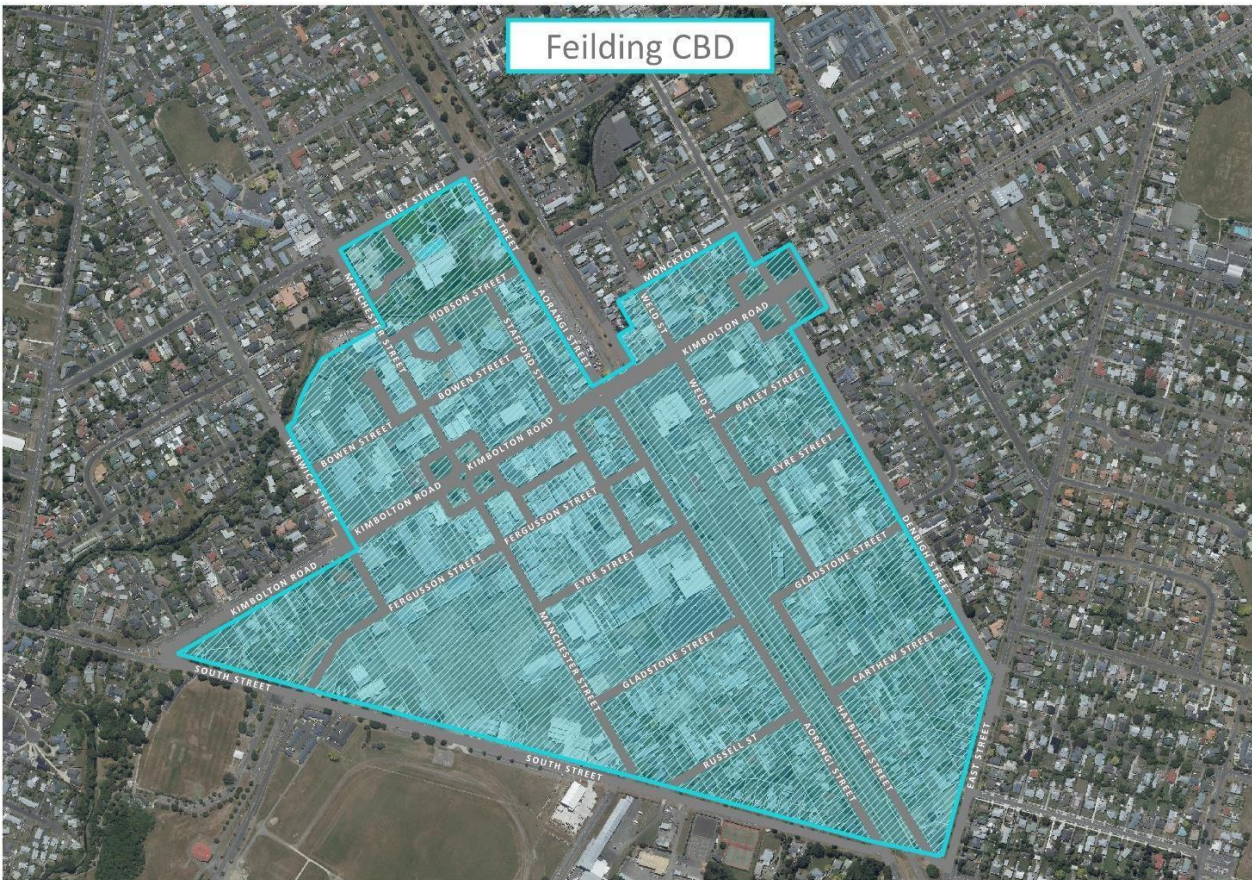 Feilding CBD
GREY STREET
CHURCH STREET
MONCKTON ST
MANCHESTER STREET
HOBSON STREET
AORANGI STREET
WELD ST
KIMBOLTON ROAD
STAFFORD ST
BOWEN STREET
WELD ST
BAILEY STREET
BOWEN STREET
KIMBOLTON ROAD
EYRE STREET
WARWICK STREET
KIMBOLTON ROAD
FERGUSSON STREET
DENBIGH STREET
GLADSTONE STREET
KIMBOLTON ROAD
FERGUSSON STREET
EYRE STREET
MANCHESTER STREET
GLADSTONE STREET
CARTHEW STREET
SOUTH STREET
HAYBITTLE STREET
AORANGI STREET
RUSSELL ST
EAST STREET
SOUTH STREET